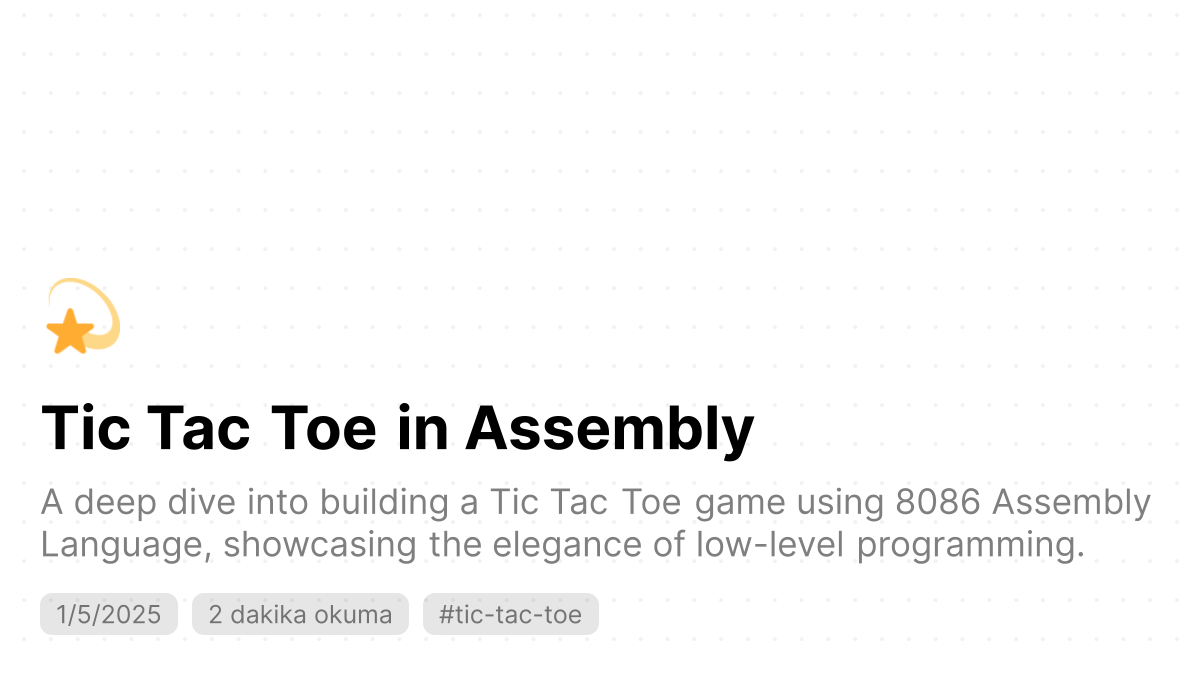 Tic Tac Toe in Assembly
A deep dive into building a Tic Tac Toe game using 8086 Assembly
Language, showcasing the elegance of low-level programming.
1/5/2025 2 dakika okuma #tic-tac-toe